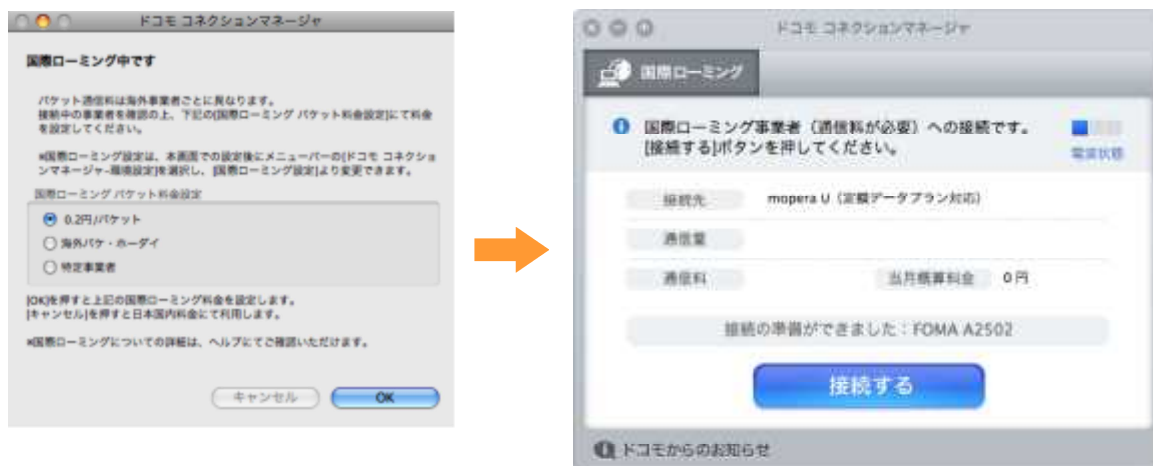 ドコモ コネクションマネージャ
国際ローミング中です
パケット通信料は海外事業者ごとに異なります。
接続中の事業者を確認の上、下記の[国際ローミング パケット料金設定]にて料金
を設定してください。
※国際ローミング設定は、本画面での設定後にメニューバーの[ドコモ コネクショ
ンマネージャ-環境設定]を選択し、[国際ローミング設定]より変更できます。
国際ローミング パケット料金設定
0.2円/パケット
海外パケ・ホーダイ
特定事業者
[OK]を押すと上記の国際ローミング料金を設定します。
[キャンセル]を押すと日本国内料金にて利用します。
※国際ローミングについての詳細は、ヘルプにてご確認いただけます。
キャンセル
OK
ドコモ コネクションマネージャ
国際ローミング
国際ローミング事業者（通信料が必要）への接続です。
[接続する]ボタンを押してください。
電波状態
接続先 mopera U（定額データプラン対応）
通信量
通信料 当月概算料金 0円
接続の準備ができました：FOMA A2502
接続する
ドコモからのお知らせ